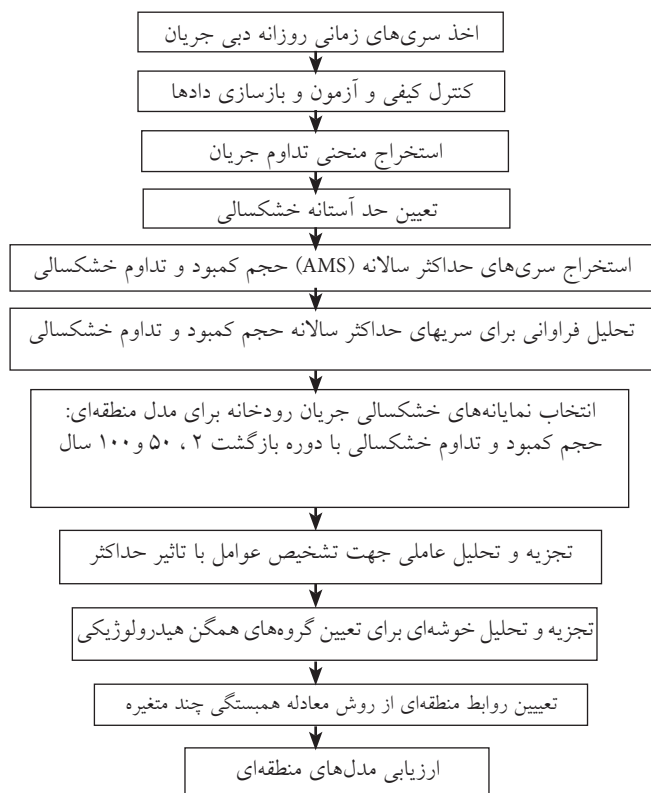 اخذ سری‌های زمانی روزانه دبی جریان
کنترل کیفی و آزمون و بازسازی دادها
استخراج منحنی تداوم جریان
تعیین حد آستانه خشکسالی
استخراج سری‌های حداکثر سالانه (AMS) حجم کمبود و تداوم خشکسالی
تحلیل فراوانی برای سریهای حداکثر سالانه حجم کمبود و تداوم خشکسالی
انتخاب نمایانه‌های خشکسالی جریان رودخانه برای مدل منطقه‌ای:
حجم کمبود و تداوم خشکسالی با دوره بازگشت ۲ ، ۵۰ و ۱۰۰ سال
تجزیه و تحلیل عاملی جهت تشخیص عوامل با تاثیر حداکثر
تجزیه و تحلیل خوشه‌ای برای تعیین گروه‌های همگن هیدرولوژیکی
تعییین روابط منطقه‌ای از روش معادله همبستگی چند متغیره
ارزیابی مدل‌های منطقه‌ای